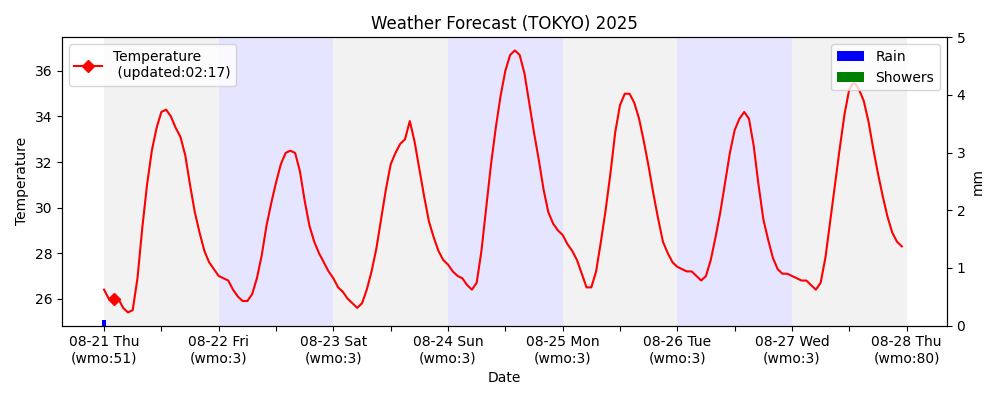 Weather Forecast (TOKYO) 2025
Temperature
(updated:02:17)
Rain
Showers
Temperature
36
34
32
30
28
26
5
4
3
2
1
0
mm
08-21 Thu
(wmo:51)
08-22 Fri
(wmo:3)
08-23 Sat
(wmo:3)
08-24 Sun
(wmo:3)
08-25 Mon
(wmo:3)
08-26 Tue
(wmo:3)
08-27 Wed
(wmo:3)
08-28 Thu
(wmo:80)
Date